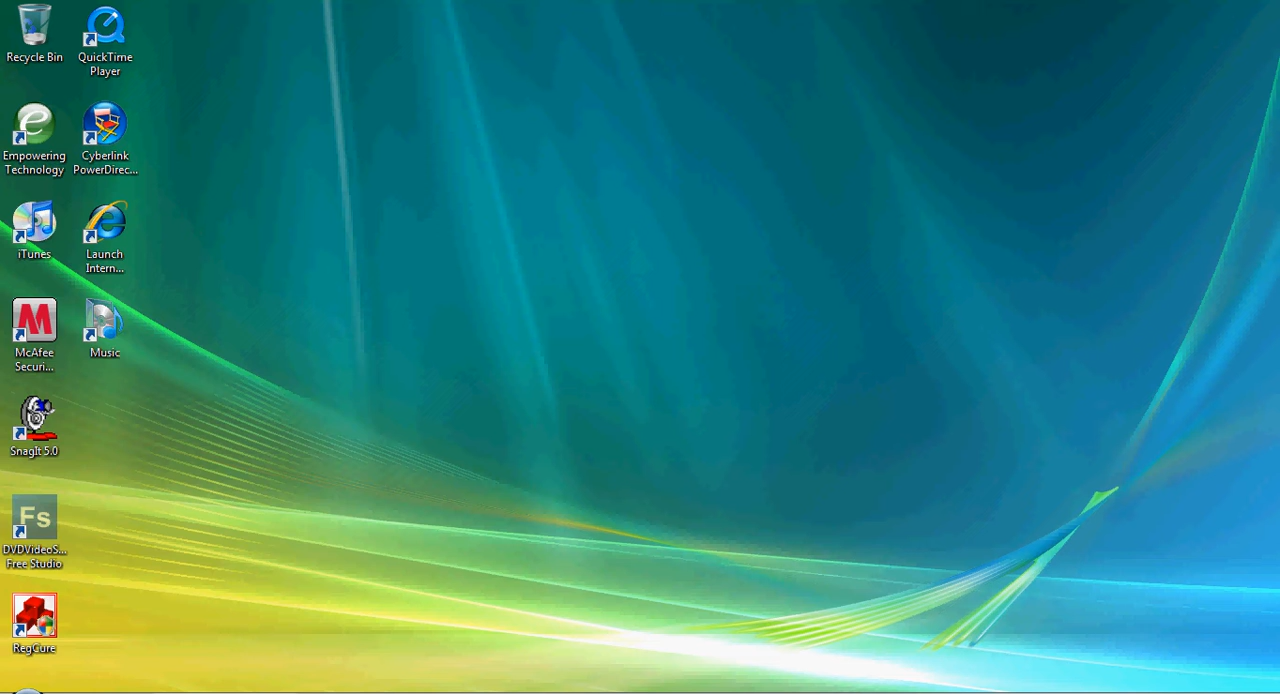 Recycle Bin
QuickTime
Player
Empowering
Technology
Cyberlink
PowerDirec...
iTunes
Launch
Intern...
McAfee
Securi...
Music
SnagIt 5.0
Fs
DVDVideoS...
Free Studio
RegCure